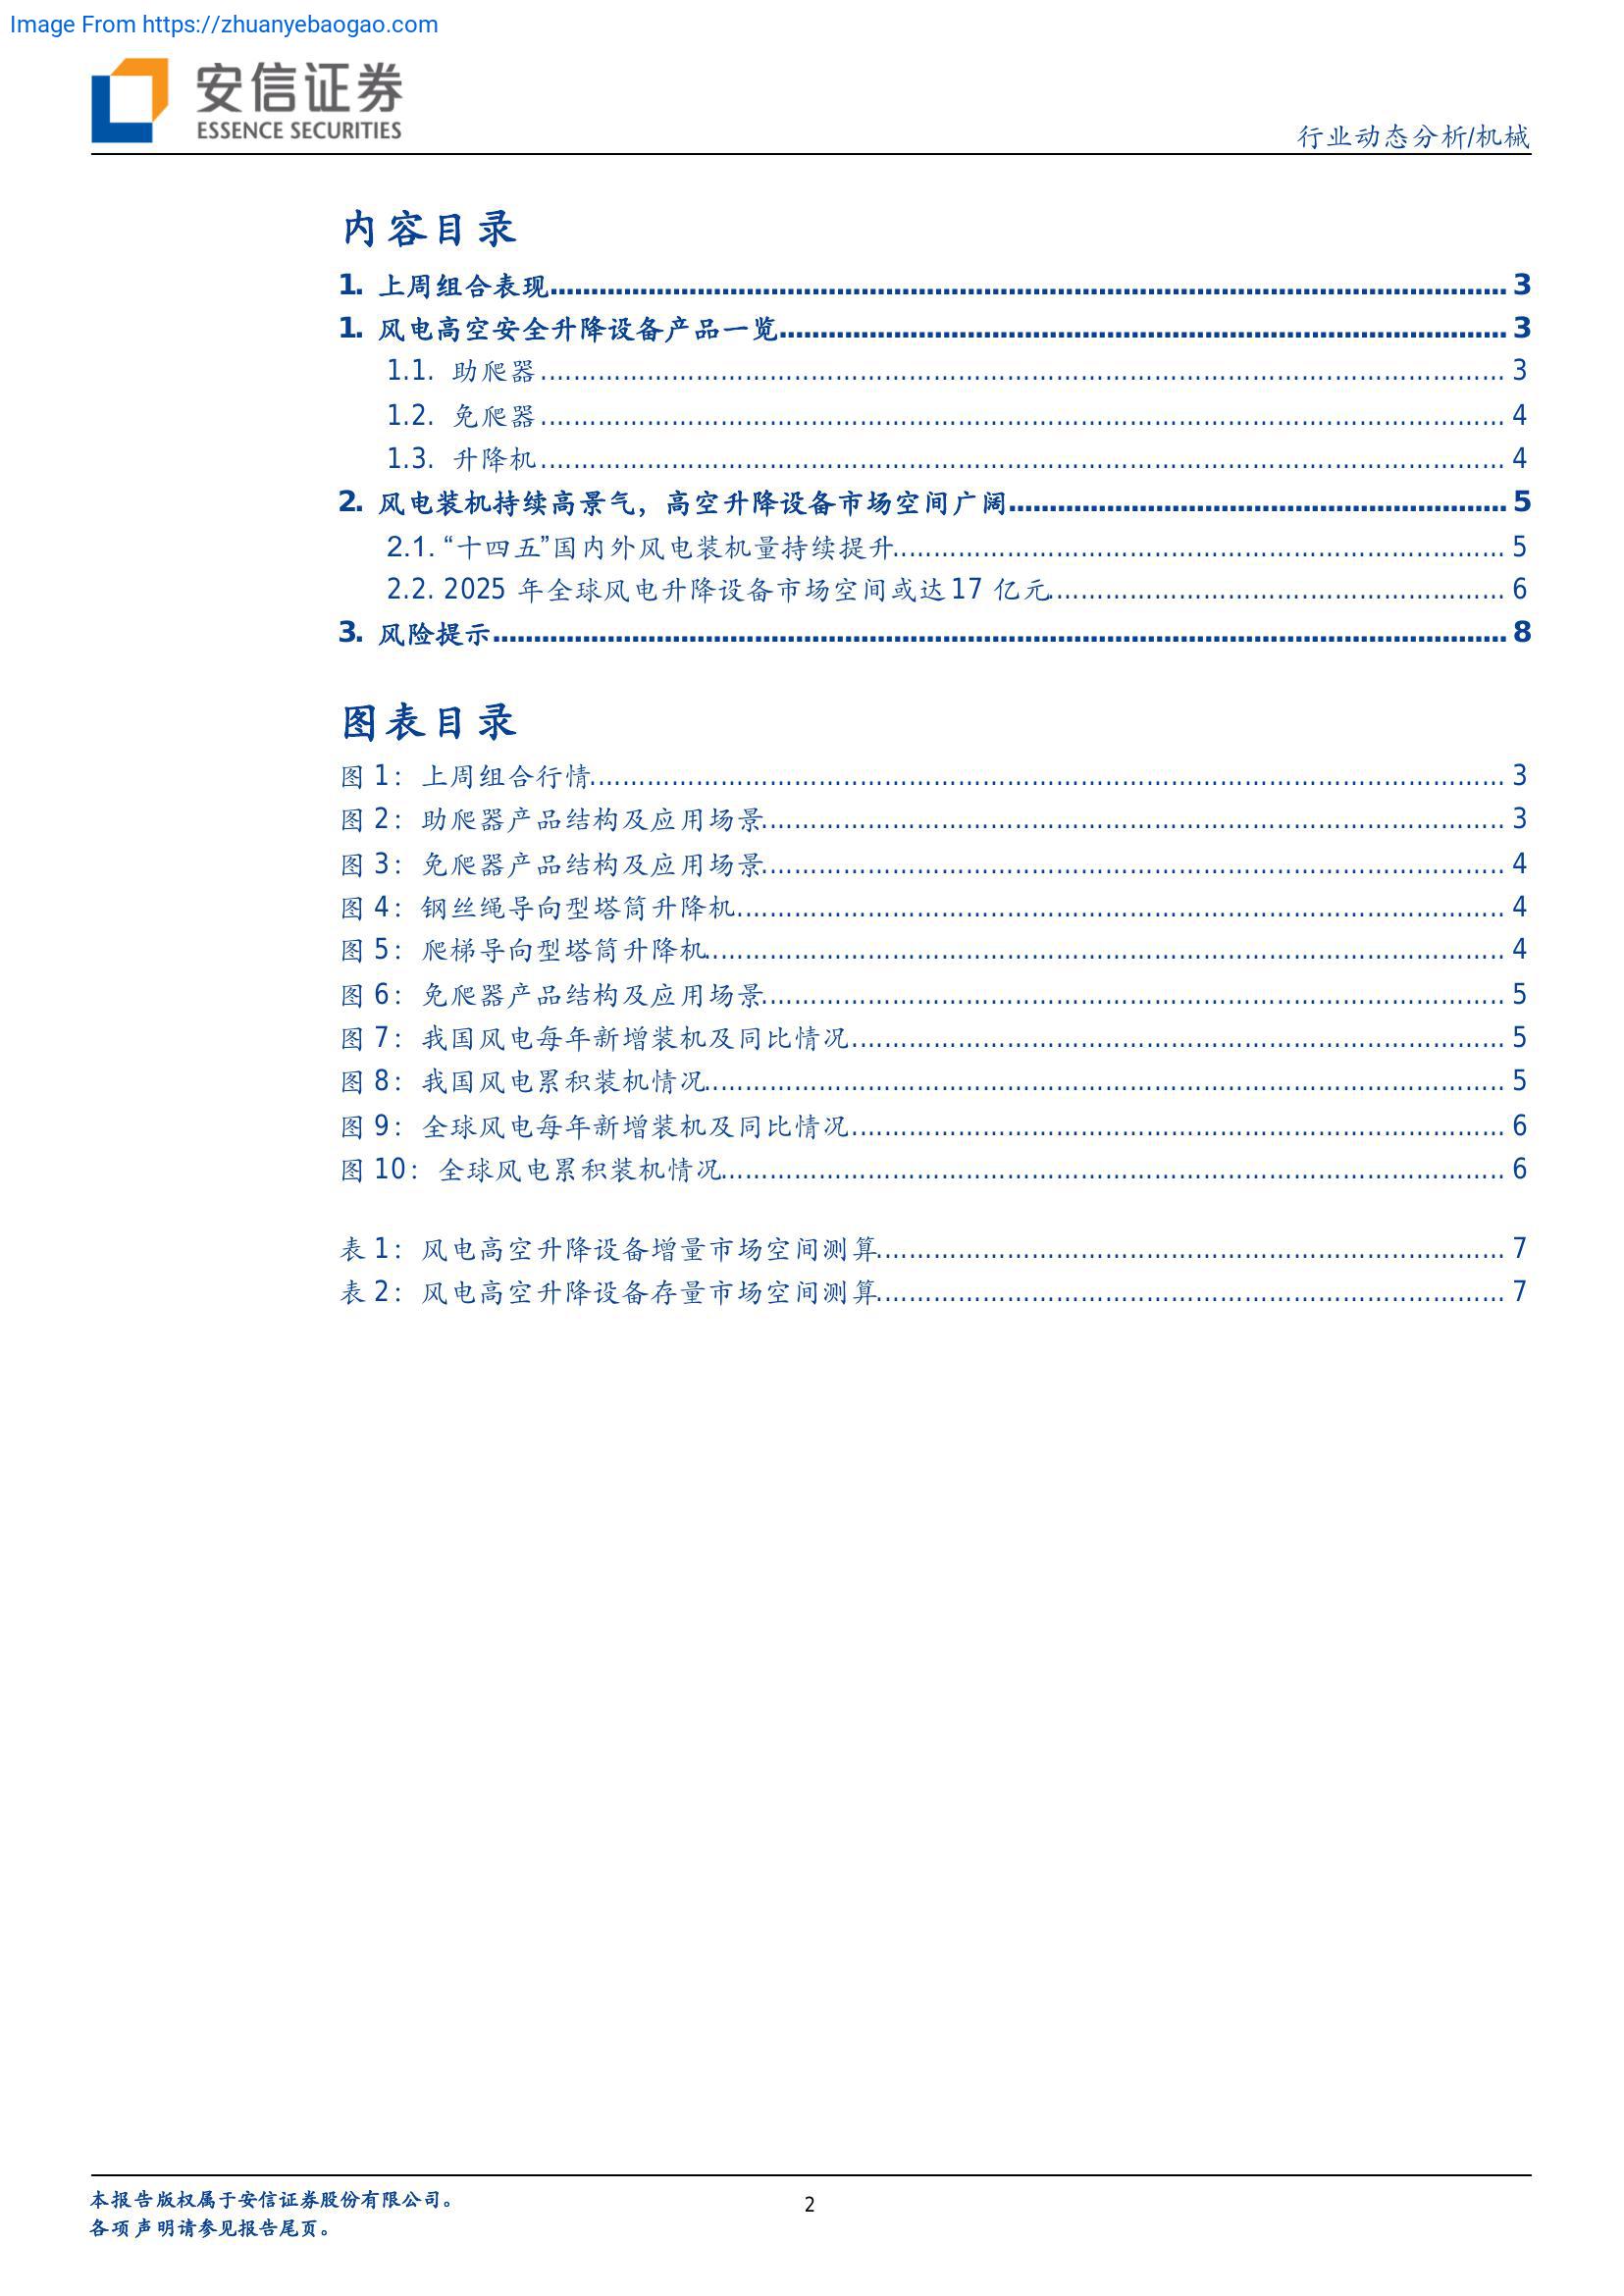 Image From https://zhuanyebaogao.com
安信证券
ESSENCE SECURITIES
行业动态分析/机械
内容目录
1. 上周组合表现 3
1. 风电高空安全升降设备产品一览 3
1.1. 助爬器 3
1.2. 免爬器 4
1.3. 升降机 4
2. 风电装机持续高景气，高空升降设备市场空间广阔 5
2.1. “十四五”国内外风电装机量持续提升 5
2.2. 2025 年全球风电升降设备市场空间或达 17 亿元 6
3. 风险提示 8
图表目录
图 1：上周组合行情 3
图 2：助爬器产品结构及应用场景 3
图 3：免爬器产品结构及应用场景 4
图 4：钢丝绳导向型塔筒升降机 4
图 5：爬梯导向型塔筒升降机 4
图 6：免爬器产品结构及应用场景 5
图 7：我国风电每年新增装机及同比情况 5
图 8：我国风电累积装机情况 5
图 9：全球风电每年新增装机及同比情况 6
图 10：全球风电累积装机情况 6
表 1：风电高空升降设备增量市场空间测算 7
表 2：风电高空升降设备存量市场空间测算 7
本报告版权属于安信证券股份有限公司。
2
各项声明请参见报告尾页。